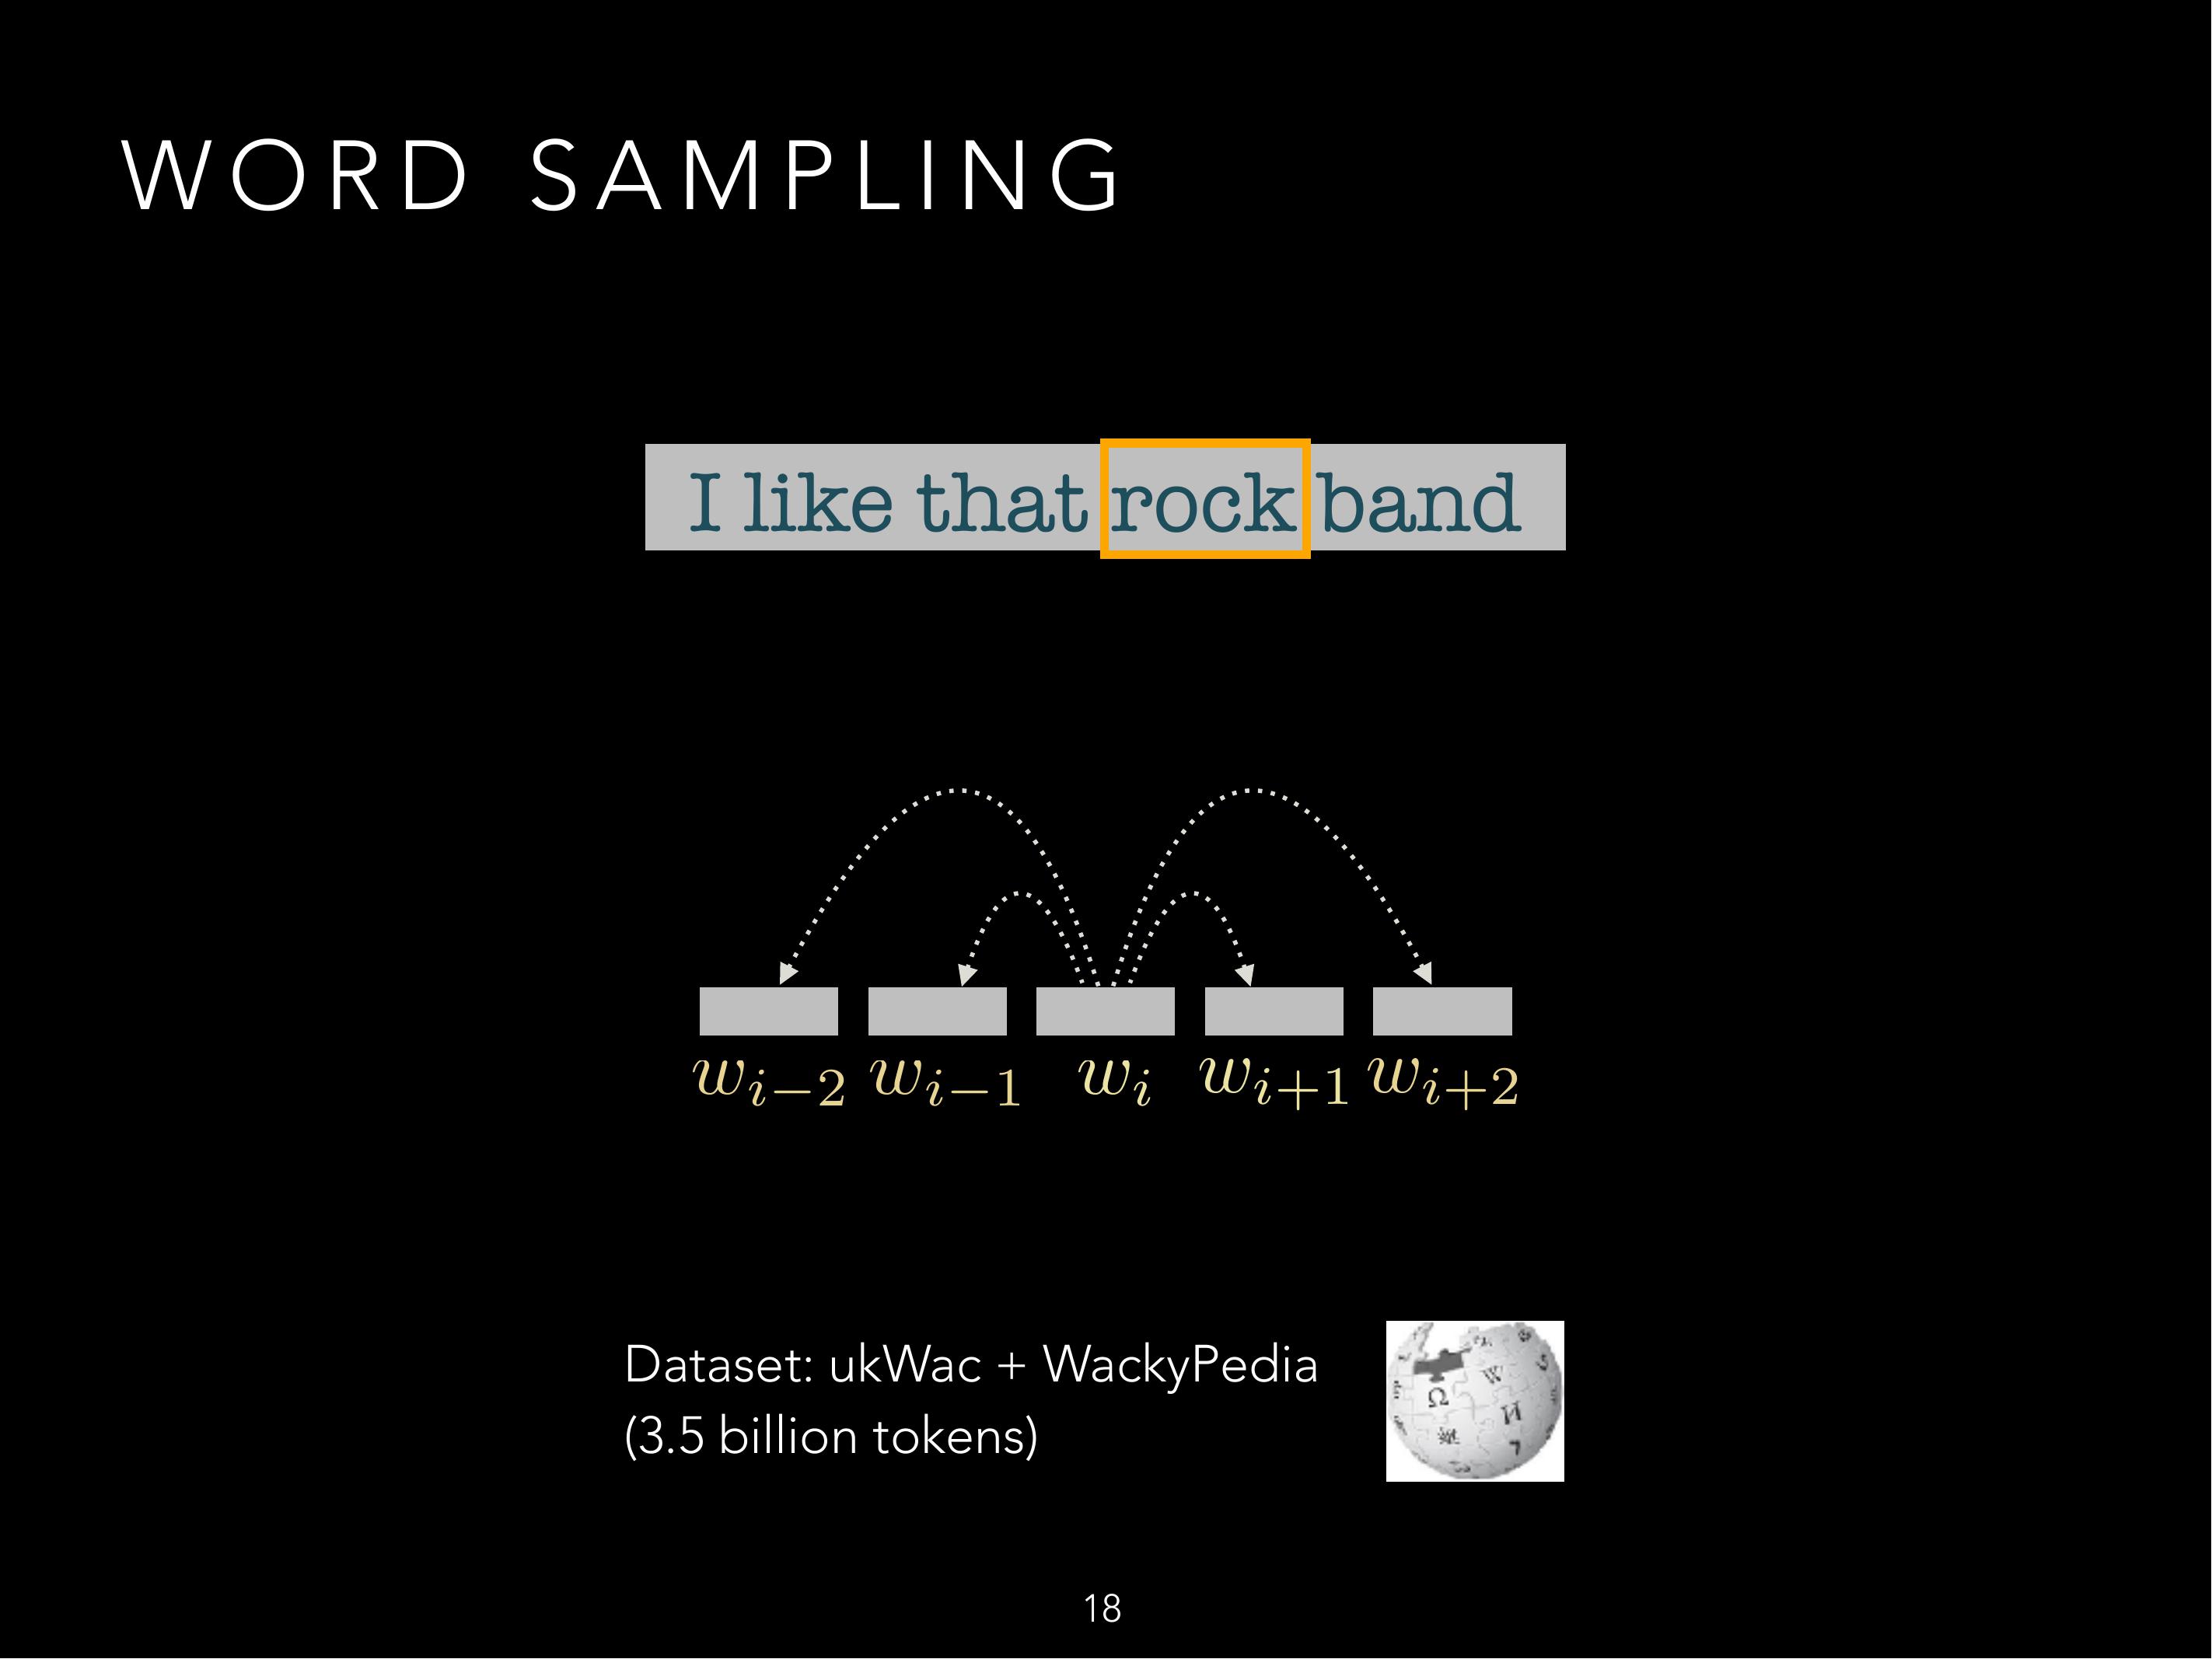 WORD SAMPLING
I like that rock band
w_{i-2} w_{i-1} w_i w_{i+1} w_{i+2}
Dataset: ukWac + WackyPedia
(3.5 billion tokens)
Ω W И
18